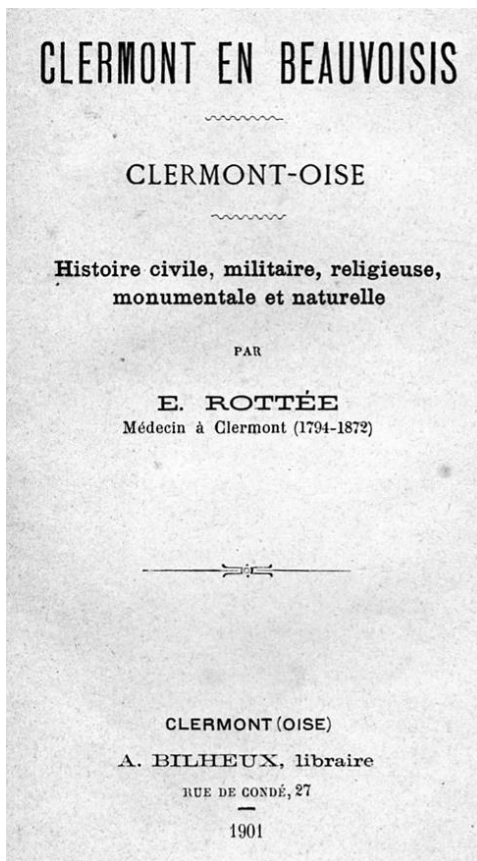 CLERMONT EN BEAUVOISIS
CLERMONT-OISE
Histoire civile, militaire, religieuse,
monumentale et naturelle
PAR
E. ROTTÉE
Médecin à Clermont (1794-1872)
CLERMONT (OISE)
A. BILHEUX, libraire
RUE DE CONDÉ, 27
1901